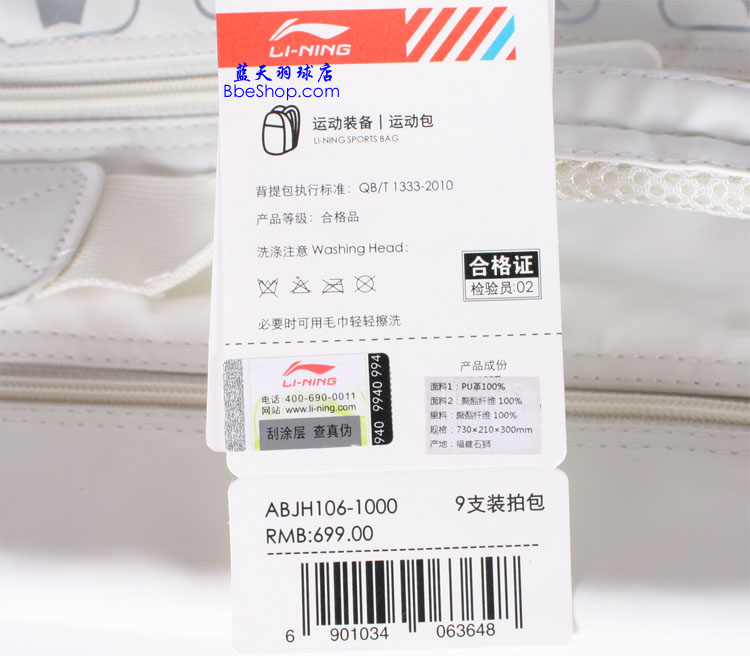 LI-NING
蓝天羽球店
BbeShop.com
运动装备 | 运动包
LI-NING SPORTS BAG
背提包执行标准：QB/T 1333-2010
产品等级：合格品
洗涤注意 Washing Head:
合格证
检验员:02
必要时可用毛巾轻轻擦洗
产品成份
LI-NING
电话 400-690-0011
网站:www.li-ning.com
刮涂层 查真伪
940 9940 994
面料1：PU革100%
面料2：聚酯纤维 100%
里料：聚酯纤维 100%
规格：730×210×300mm
产地：福建石狮
ABJH106-1000 9支装拍包
RMB:699.00
6 901034 063648